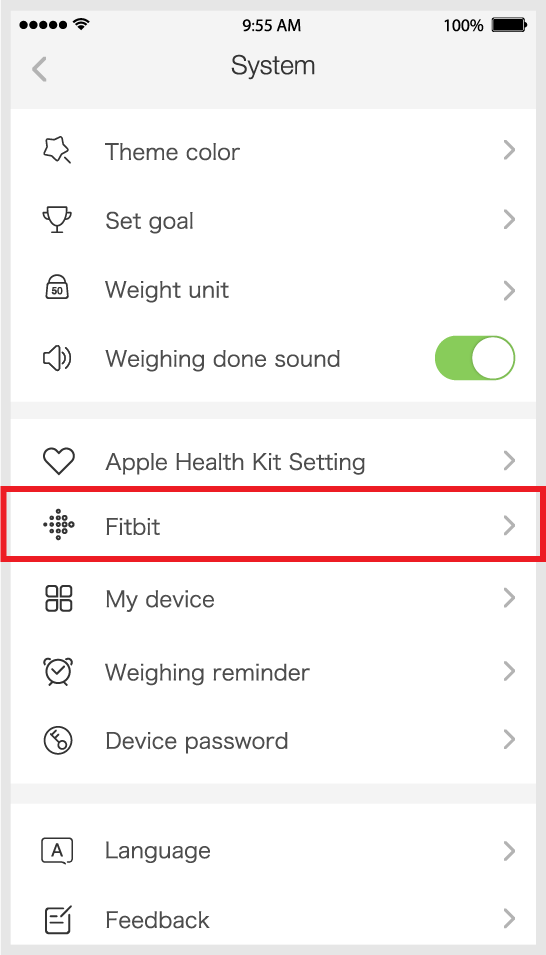 9:55 AM 100%
System
Theme color
Set goal
50
Weight unit
Weighing done sound
Apple Health Kit Setting
Fitbit
My device
Weighing reminder
Device password
A
Language
Feedback